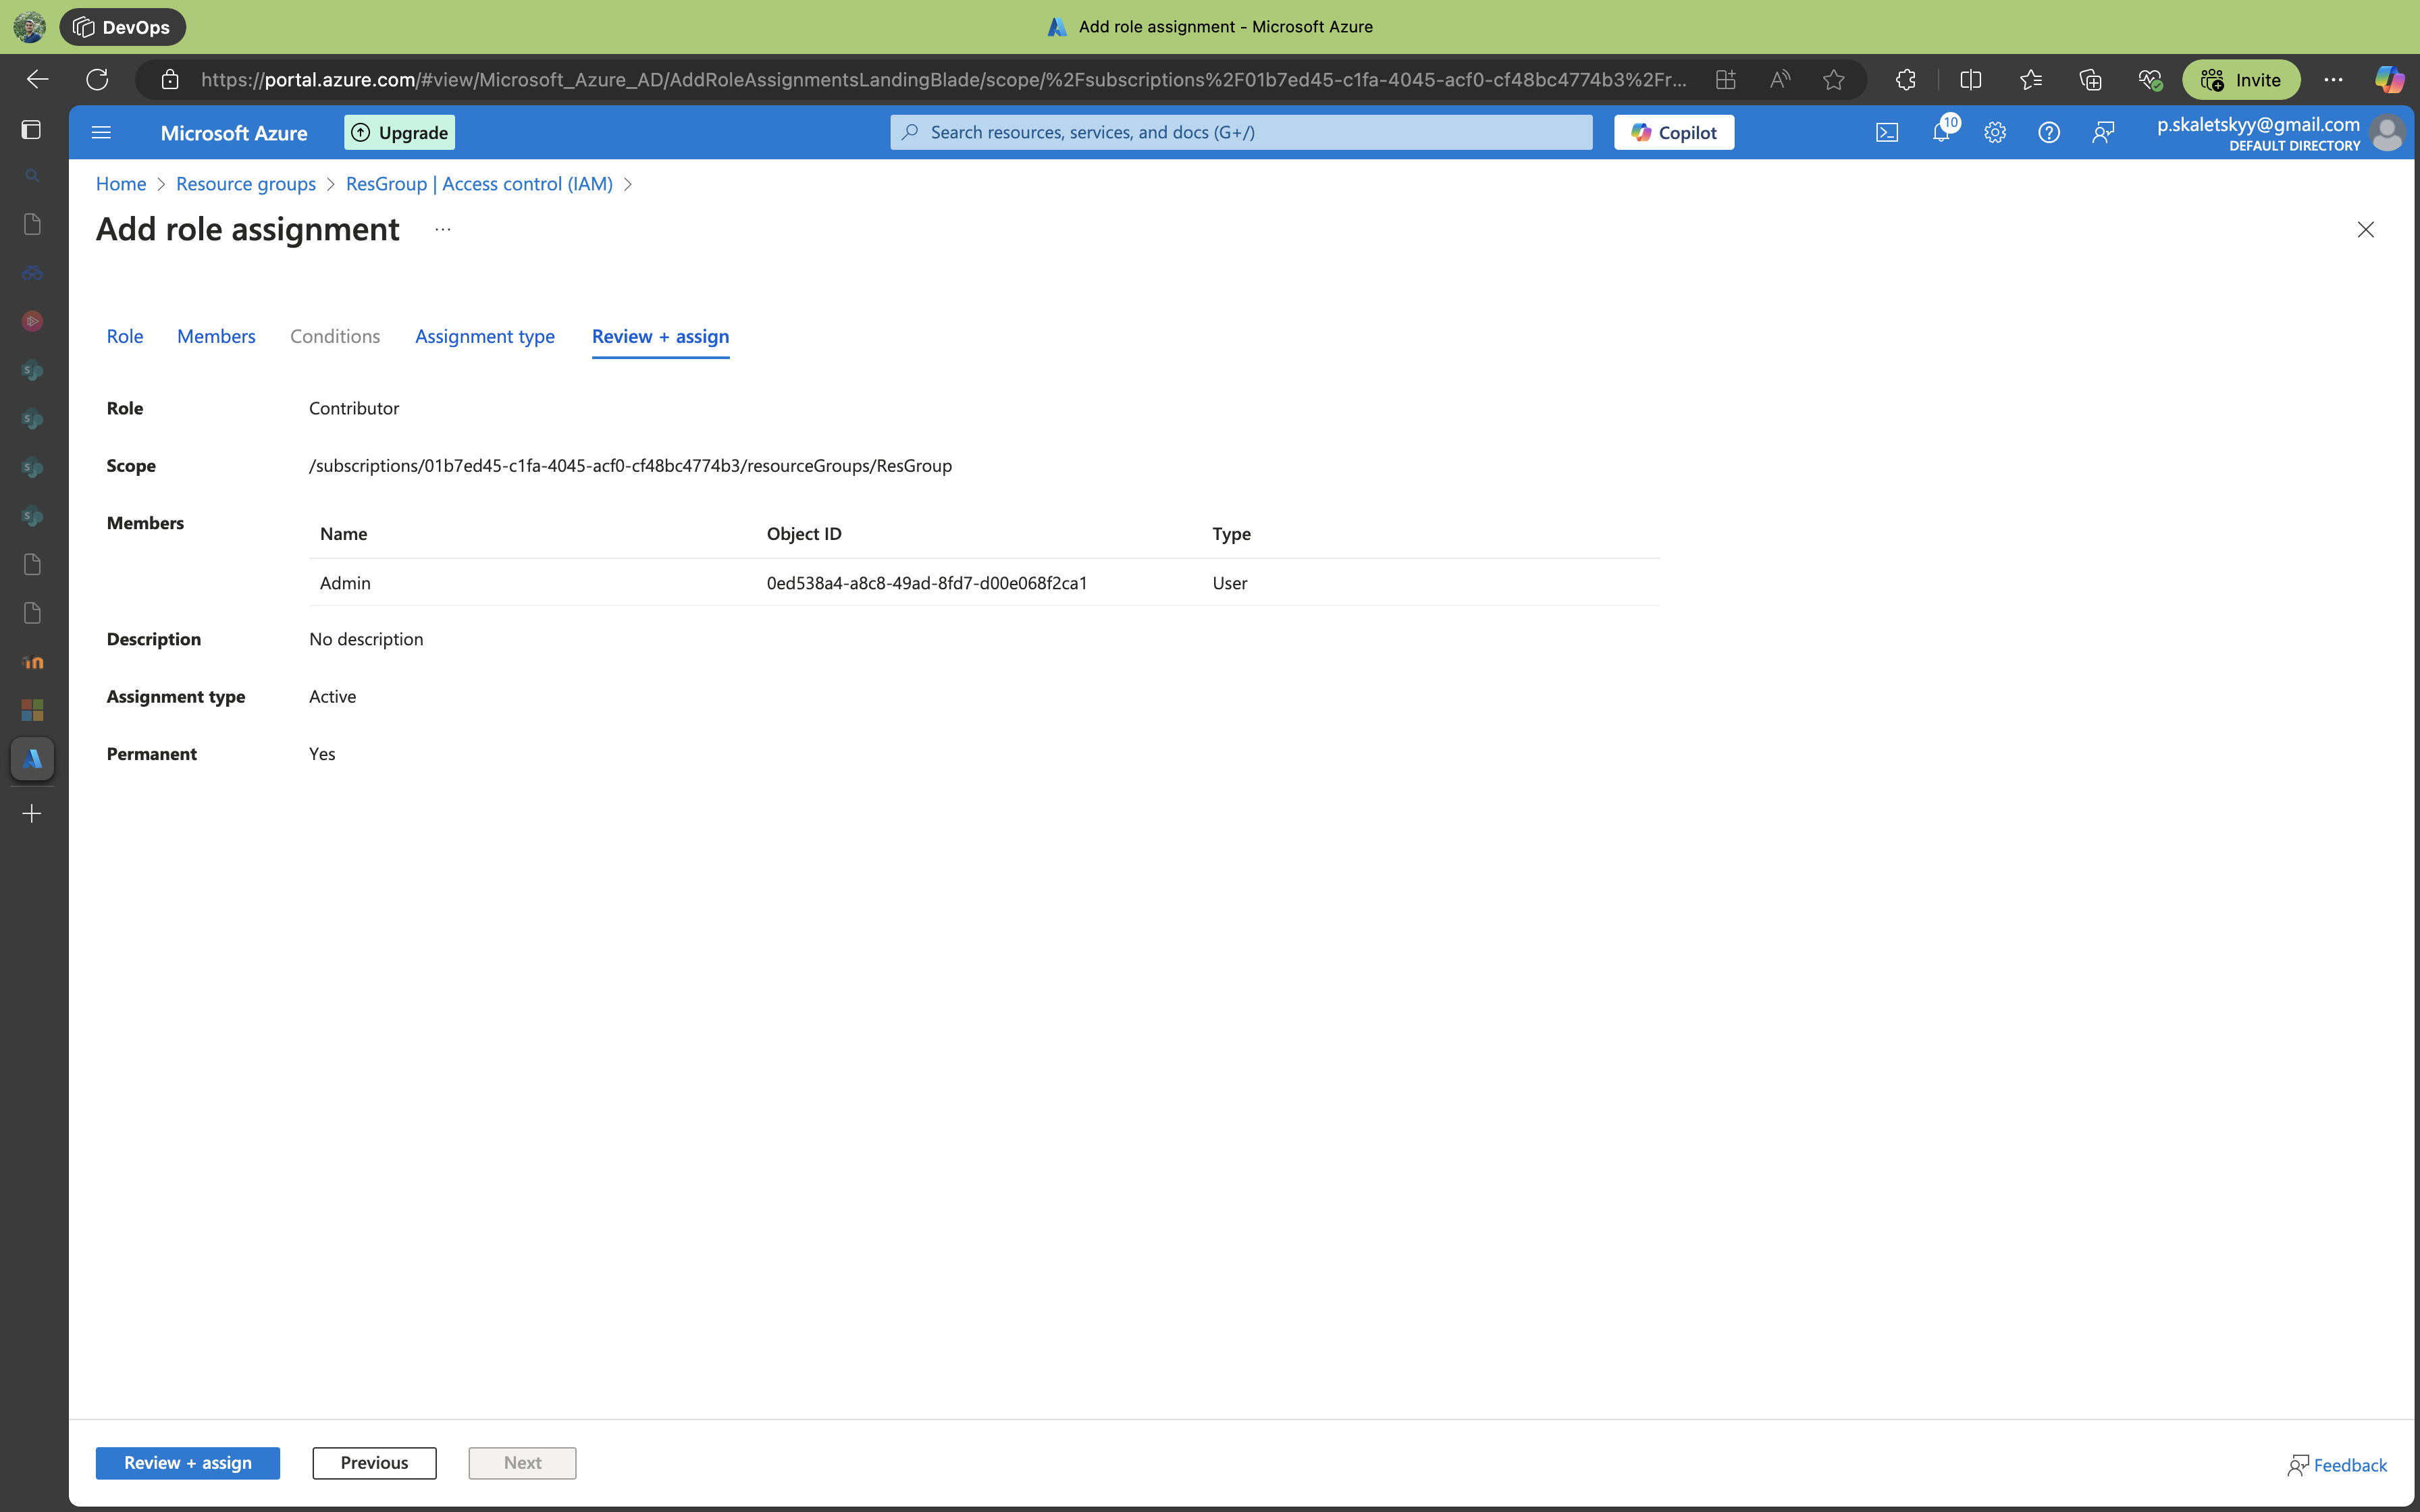 DevOps
Add role assignment - Microsoft Azure
https://portal.azure.com/#view/Microsoft_Azure_AD/AddRoleAssignmentsLandingBlade/scope/%2Fsubscriptions%2F01b7ed45-c1fa-4045-acf0-cf48bc4774b3%2Fr...
Invite
Microsoft Azure
Upgrade
Search resources, services, and docs (G+/)
Copilot
10
p.skaletskyy@gmail.com
DEFAULT DIRECTORY
Home > Resource groups > ResGroup | Access control (IAM) >
Add role assignment ...
Role Members Conditions Assignment type Review + assign
Role Contributor
Scope /subscriptions/01b7ed45-c1fa-4045-acf0-cf48bc4774b3/resourceGroups/ResGroup
Members
Name Object ID Type
Admin 0ed538a4-a8c8-49ad-8fd7-d00e068f2ca1 User
Description No description
Assignment type Active
Permanent Yes
Review + assign Previous Next
Feedback